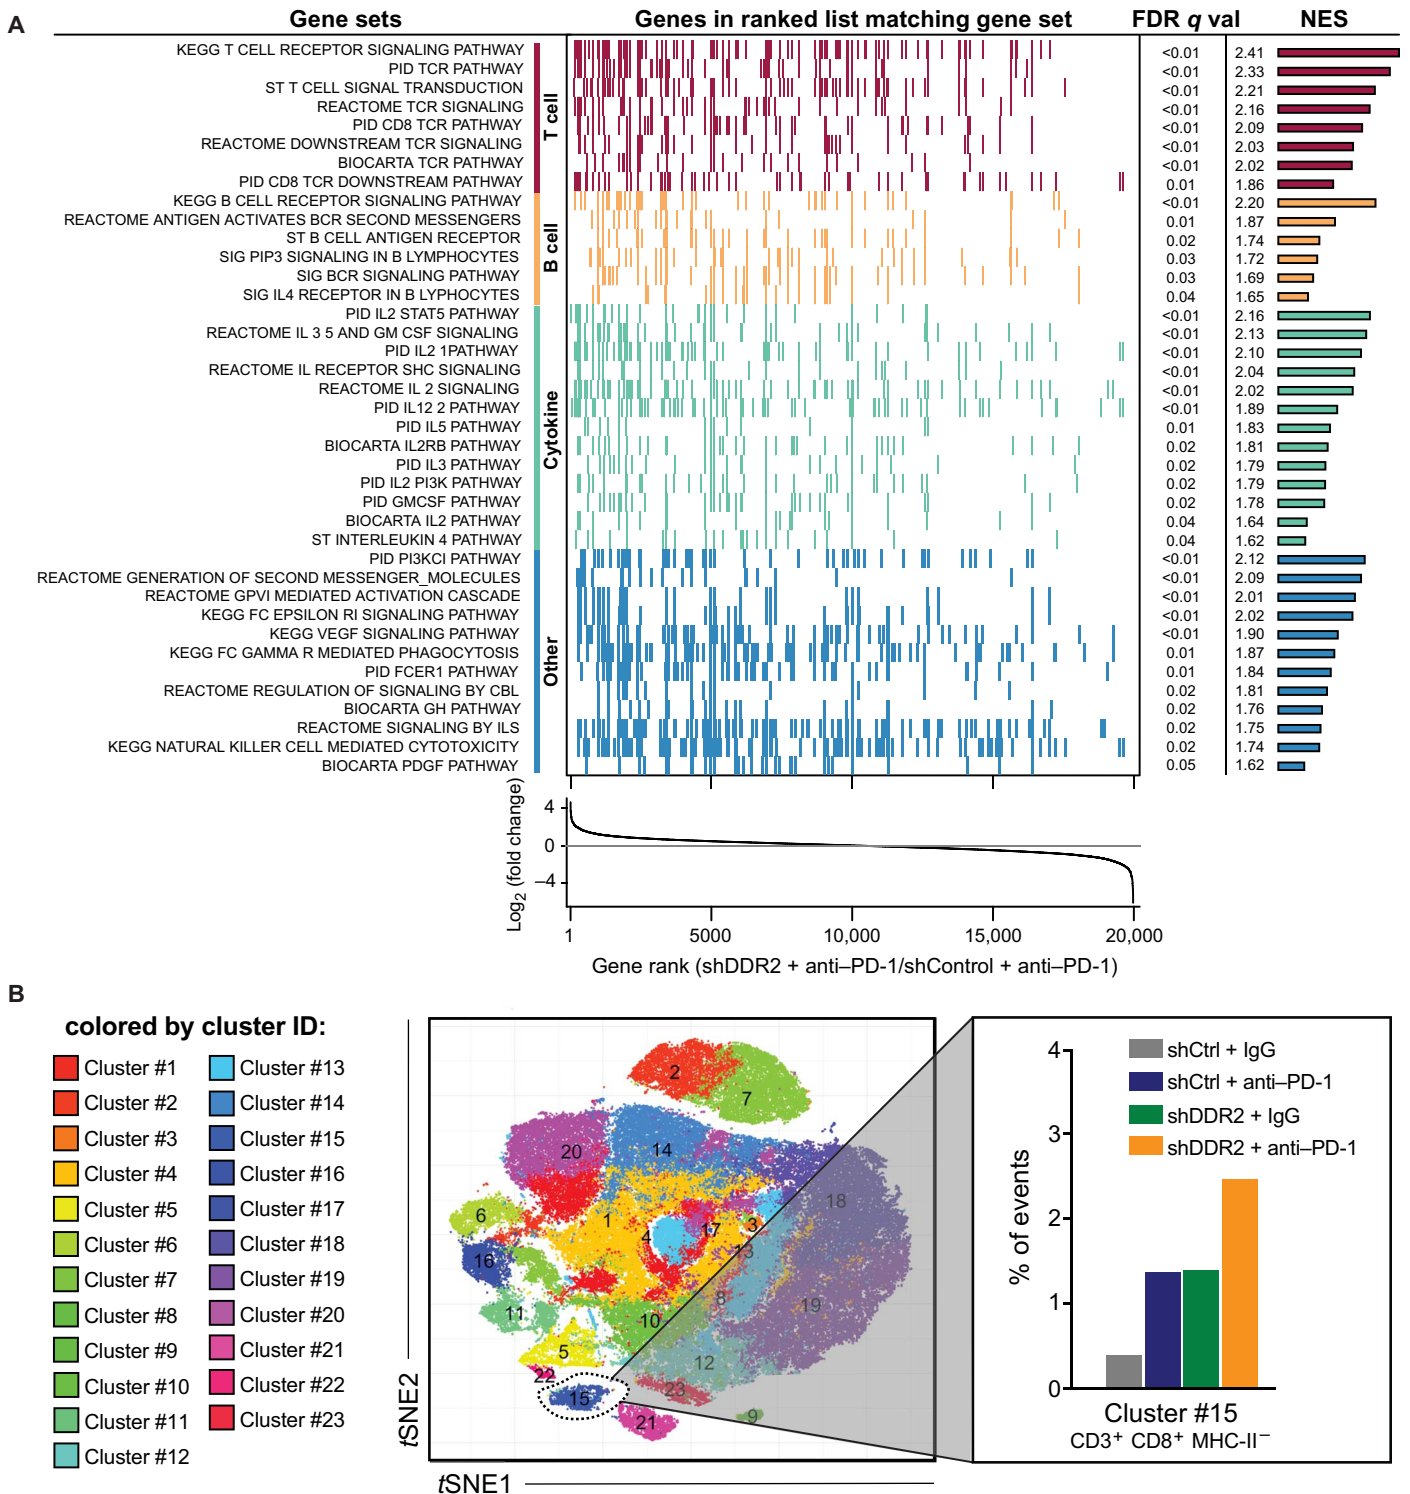 A
Gene sets Genes in ranked list matching gene set FDR q val NES
KEGG T CELL RECEPTOR SIGNALING PATHWAY <0.01 2.41
PID TCR PATHWAY <0.01 2.33
ST T CELL SIGNAL TRANSDUCTION <0.01 2.21
REACTOME TCR SIGNALING <0.01 2.16
PID CD8 TCR PATHWAY <0.01 2.09
REACTOME DOWNSTREAM TCR SIGNALING <0.01 2.03
BIOCARTA TCR PATHWAY <0.01 2.02
PID CD8 TCR DOWNSTREAM PATHWAY 0.01 1.86
T cell
KEGG B CELL RECEPTOR SIGNALING PATHWAY <0.01 2.20
REACTOME ANTIGEN ACTIVATES BCR SECOND MESSENGERS 0.01 1.87
ST B CELL ANTIGEN RECEPTOR 0.02 1.74
SIG PIP3 SIGNALING IN B LYMPHOCYTES 0.03 1.72
SIG BCR SIGNALING PATHWAY 0.03 1.69
SIG IL4 RECEPTOR IN B LYPHOCYTES 0.04 1.65
B cell
PID IL2 STAT5 PATHWAY <0.01 2.16
REACTOME IL 3 5 AND GM CSF SIGNALING <0.01 2.13
PID IL2 1PATHWAY <0.01 2.10
REACTOME IL RECEPTOR SHC SIGNALING <0.01 2.04
REACTOME IL 2 SIGNALING <0.01 2.02
PID IL12 2 PATHWAY <0.01 1.89
PID IL5 PATHWAY 0.01 1.83
BIOCARTA IL2RB PATHWAY 0.02 1.81
PID IL3 PATHWAY 0.02 1.79
PID IL2 PI3K PATHWAY 0.02 1.79
PID GMCSF PATHWAY 0.02 1.78
BIOCARTA IL2 PATHWAY 0.04 1.64
ST INTERLEUKIN 4 PATHWAY 0.04 1.62
Cytokine
PID PI3KCI PATHWAY <0.01 2.12
REACTOME GENERATION OF SECOND MESSENGER_MOLECULES <0.01 2.09
REACTOME GPVI MEDIATED ACTIVATION CASCADE <0.01 2.01
KEGG FC EPSILON RI SIGNALING PATHWAY <0.01 2.02
KEGG VEGF SIGNALING PATHWAY <0.01 1.90
KEGG FC GAMMA R MEDIATED PHAGOCYTOSIS 0.01 1.87
PID FCER1 PATHWAY 0.01 1.84
REACTOME REGULATION OF SIGNALING BY CBL 0.02 1.81
BIOCARTA GH PATHWAY 0.02 1.76
REACTOME SIGNALING BY ILS 0.02 1.75
KEGG NATURAL KILLER CELL MEDIATED CYTOTOXICITY 0.02 1.74
BIOCARTA PDGF PATHWAY 0.05 1.62
Other
Log2 (fold change)
4
0
−4
1 5000 10,000 15,000 20,000
Gene rank (shDDR2 + anti–PD-1/shControl + anti–PD-1)
B
colored by cluster ID:
Cluster #1 Cluster #13
Cluster #2 Cluster #14
Cluster #3 Cluster #15
Cluster #4 Cluster #16
Cluster #5 Cluster #17
Cluster #6 Cluster #18
Cluster #7 Cluster #19
Cluster #8 Cluster #20
Cluster #9 Cluster #21
Cluster #10 Cluster #22
Cluster #11 Cluster #23
Cluster #12
tSNE2
tSNE1
2
7
20 14
18
6 1 4 17 3
13
16
8 19
11 10
5 12
22 15 23
21 9
shCtrl + IgG
shCtrl + anti–PD-1
shDDR2 + IgG
shDDR2 + anti–PD-1
% of events
4
3
2
1
0
Cluster #15
CD3+ CD8+ MHC-II−